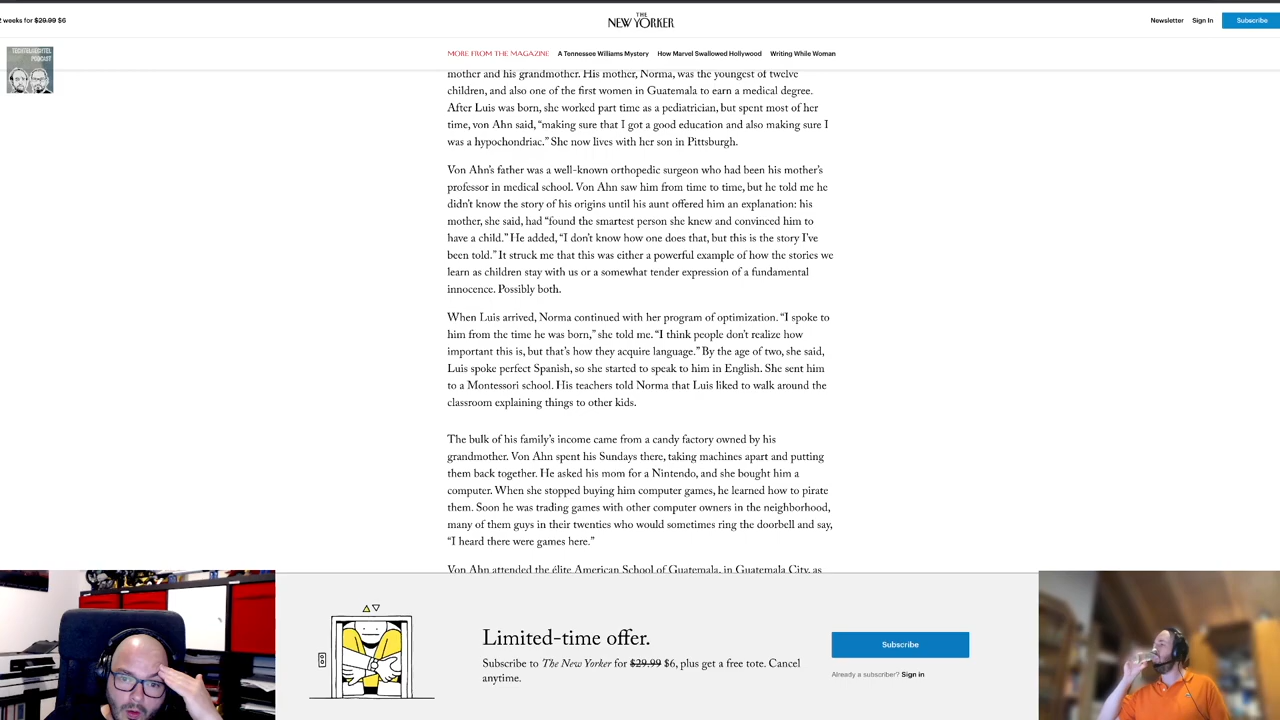 2 weeks for $29.99 $6
THE
NEW YORKER
Newsletter
Sign In
Subscribe
TECHTELMECHTEL
PODCAST
MORE FROM THE MAGAZINE
A Tennessee Williams Mystery
How Marvel Swallowed Hollywood
Writing While Woman
mother and his grandmother. His mother, Norma, was the youngest of twelve
children, and also one of the first women in Guatemala to earn a medical degree.
After Luis was born, she worked part time as a pediatrician, but spent most of her
time, von Ahn said, “making sure that I got a good education and also making sure I
was a hypochondriac.” She now lives with her son in Pittsburgh.
Von Ahn’s father was a well-known orthopedic surgeon who had been his mother’s
professor in medical school. Von Ahn saw him from time to time, but he told me he
didn’t know the story of his origins until his aunt offered him an explanation: his
mother, she said, had “found the smartest person she knew and convinced him to
have a child.” He added, “I don’t know how one does that, but this is the story I’ve
been told.” It struck me that this was either a powerful example of how the stories we
learn as children stay with us or a somewhat tender expression of a fundamental
innocence. Possibly both.
When Luis arrived, Norma continued with her program of optimization. “I spoke to
him from the time he was born,” she told me. “I think people don’t realize how
important this is, but that’s how they acquire language.” By the age of two, she said,
Luis spoke perfect Spanish, so she started to speak to him in English. She sent him
to a Montessori school. His teachers told Norma that Luis liked to walk around the
classroom explaining things to other kids.
The bulk of his family’s income came from a candy factory owned by his
grandmother. Von Ahn spent his Sundays there, taking machines apart and putting
them back together. He asked his mom for a Nintendo, and she bought him a
computer. When she stopped buying him computer games, he learned how to pirate
them. Soon he was trading games with other computer owners in the neighborhood,
many of them guys in their twenties who would sometimes ring the doorbell and say,
“I heard there were games here.”
Von Ahn attended the élite American School of Guatemala, in Guatemala City, as
Limited-time offer.
Subscribe to The New Yorker for $29.99 $6, plus get a free tote. Cancel
anytime.
Subscribe
Already a subscriber? Sign in